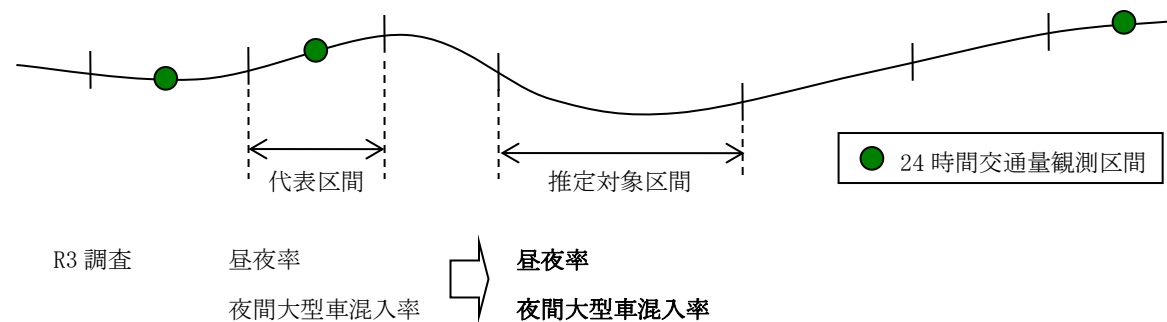 代表区間
推定対象区間
24 時間交通量観測区間
R3 調査 昼夜率 昼夜率
夜間大型車混入率 夜間大型車混入率